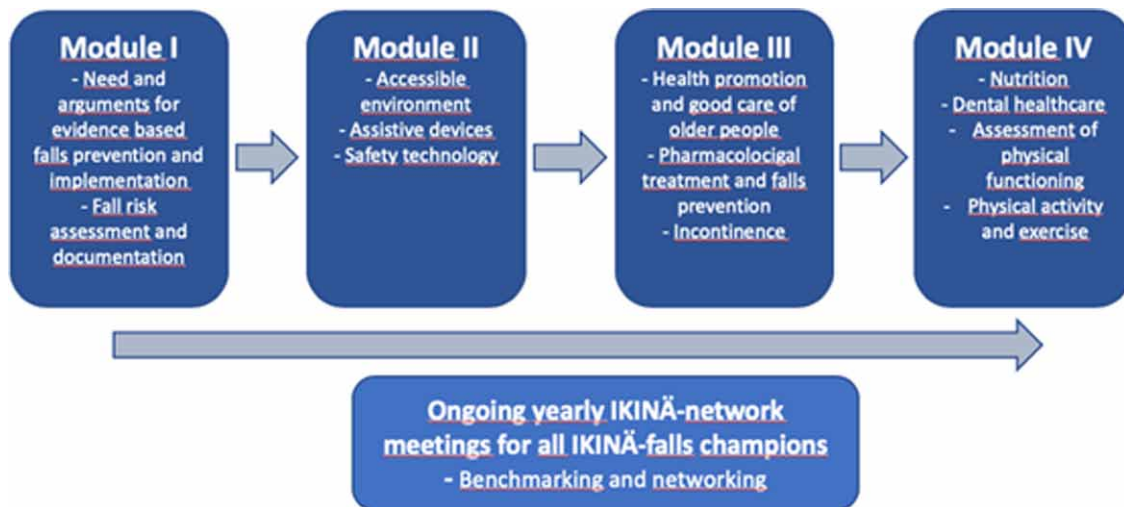 Module I
- Need and
arguments for
evidence based
falls prevention and
implementation
- Fall risk
assessment and
documentation
Module II
- Accessible
environment
- Assistive devices
- Safety technology
Module III
- Health promotion
and good care of
older people
- Pharmacolocigal
treatment and falls
prevention
- Incontinence
Module IV
- Nutrition
- Dental healthcare
- Assessment of
physical
functioning
- Physical activity
and exercise
Ongoing yearly IKINÄ-network
meetings for all IKINÄ-falls champions
- Benchmarking and networking